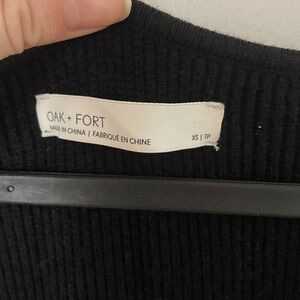 OAK + FORT
MADE IN CHINA | FABRIQUÉ EN CHINE XS | TP